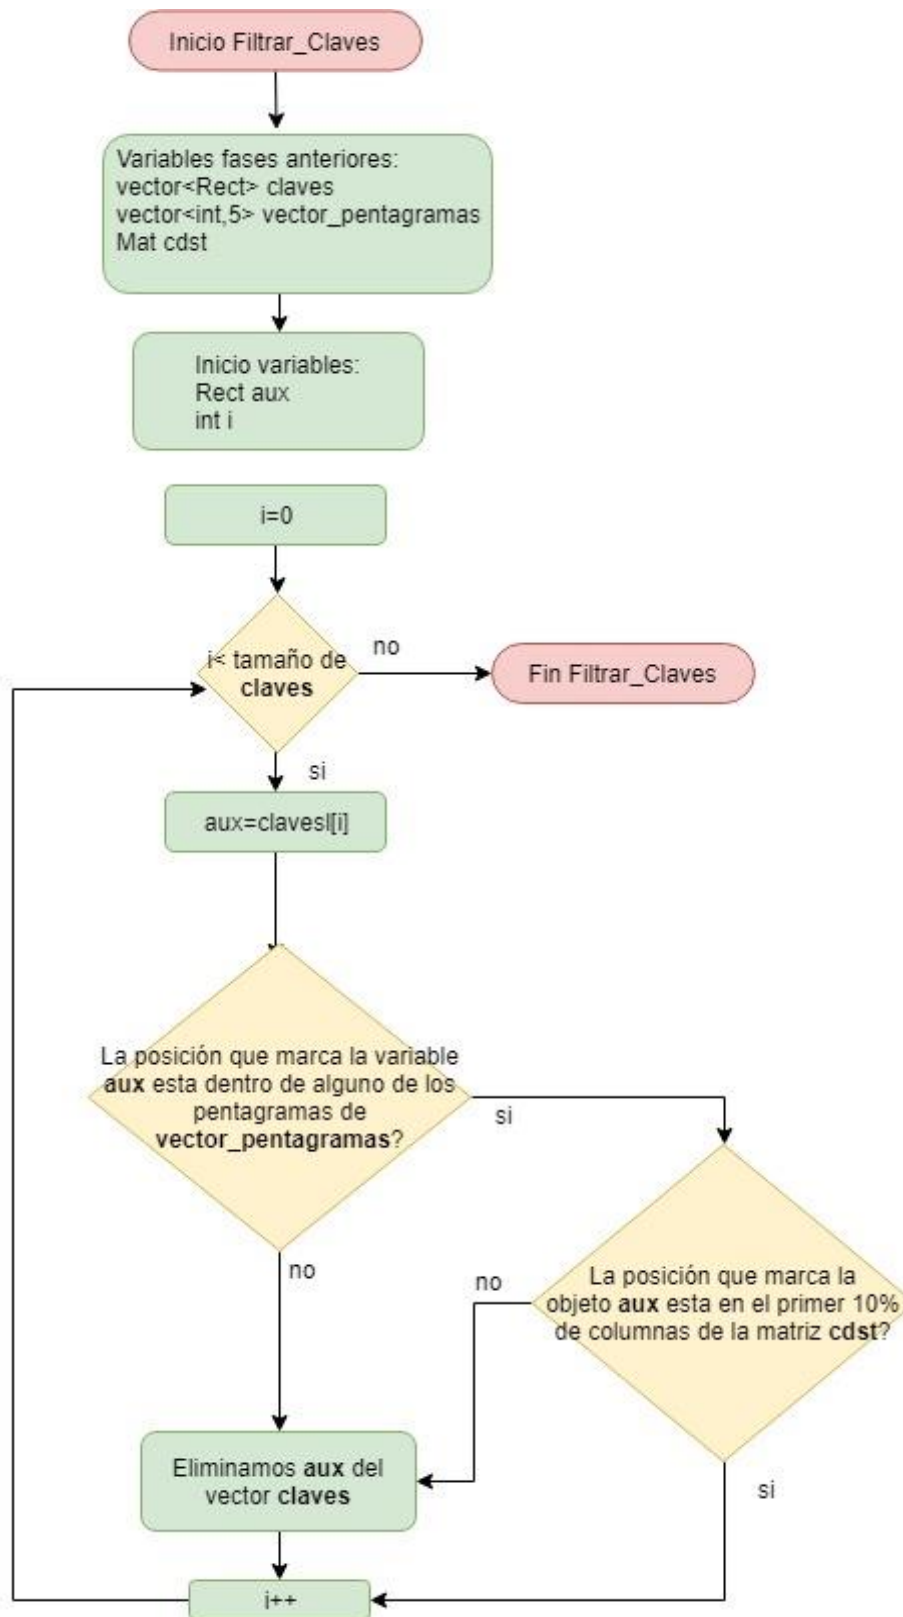 Inicio Filtrar_Claves
Variables fases anteriores:
vector<Rect> claves
vector<int,5> vector_pentagramas
Mat cdst
Inicio variables:
Rect aux
int i
i=0
i< tamaño de
claves
no
Fin Filtrar_Claves
si
aux=clavesl[i]
La posición que marca la variable
aux esta dentro de alguno de los
pentagramas de
vector_pentagramas?
si
no
La posición que marca la
objeto aux esta en el primer 10%
de columnas de la matriz cdst?
no
si
Eliminamos aux del
vector claves
i++